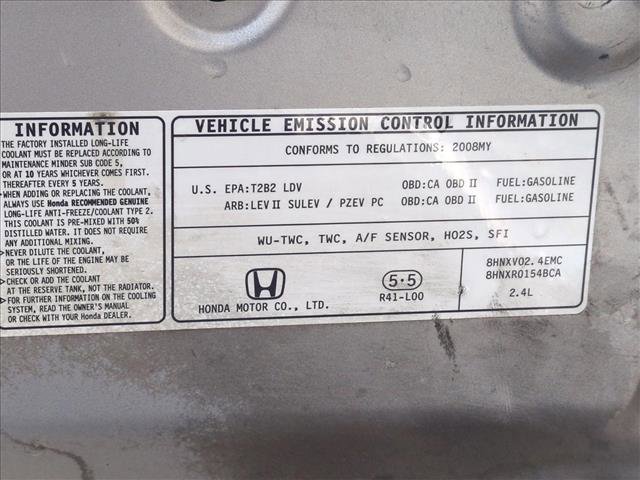 INFORMATION
THE FACTORY INSTALLED LONG-LIFE
COOLANT MUST BE REPLACED ACCORDING TO
MAINTENANCE MINDER SUB CODE 5,
OR AT 10 YEARS WHICHEVER COMES FIRST.
THEREAFTER EVERY 5 YEARS.
WHEN ADDING OR REPLACING THE COOLANT,
ALWAYS USE Honda RECOMMENDED GENUINE
LONG-LIFE ANTI-FREEZE/COOLANT TYPE 2.
THIS COOLANT IS PRE-MIXED WITH 50%
DISTILLED WATER. IT DOES NOT REQUIRE
ANY ADDITIONAL MIXING.
NEVER DILUTE THE COOLANT,
OR THE LIFE OF THE ENGINE MAY BE
SERIOUSLY SHORTENED.
CHECK OR ADD THE COOLANT
AT THE RESERVE TANK, NOT THE RADIATOR.
FOR FURTHER INFORMATION ON THE COOLING
SYSTEM, READ THE OWNER'S MANUAL
OR CHECK WITH YOUR Honda DEALER.
VEHICLE EMISSION CONTROL INFORMATION
CONFORMS TO REGULATIONS: 2008MY
U.S. EPA:T2B2 LDV OBD:CA OBD II FUEL:GASOLINE
ARB:LEV II SULEV / PZEV PC OBD:CA OBD II FUEL:GASOLINE
WU-TWC, TWC, A/F SENSOR, HO2S, SFI
HONDA MOTOR CO., LTD.
5·5
R41-L00
8HNXV02.4EMC
8HNXR0154BCA
2.4L